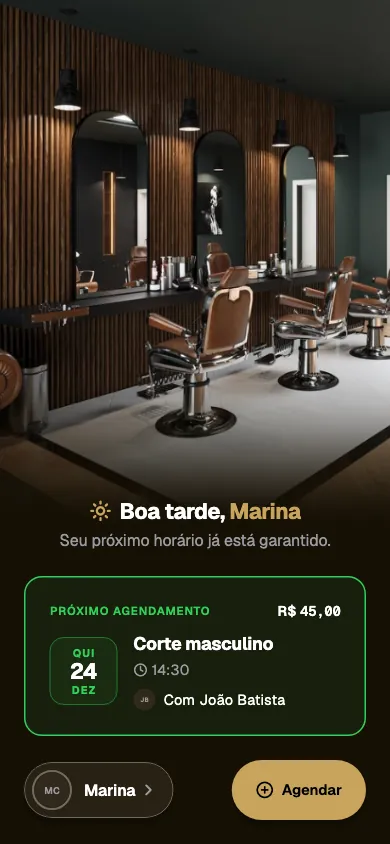 Boa tarde, Marina
Seu próximo horário já está garantido.
PRÓXIMO AGENDAMENTO
R$ 45,00
QUI
24
DEZ
Corte masculino
14:30
JB
Com João Batista
MC
Marina
Agendar